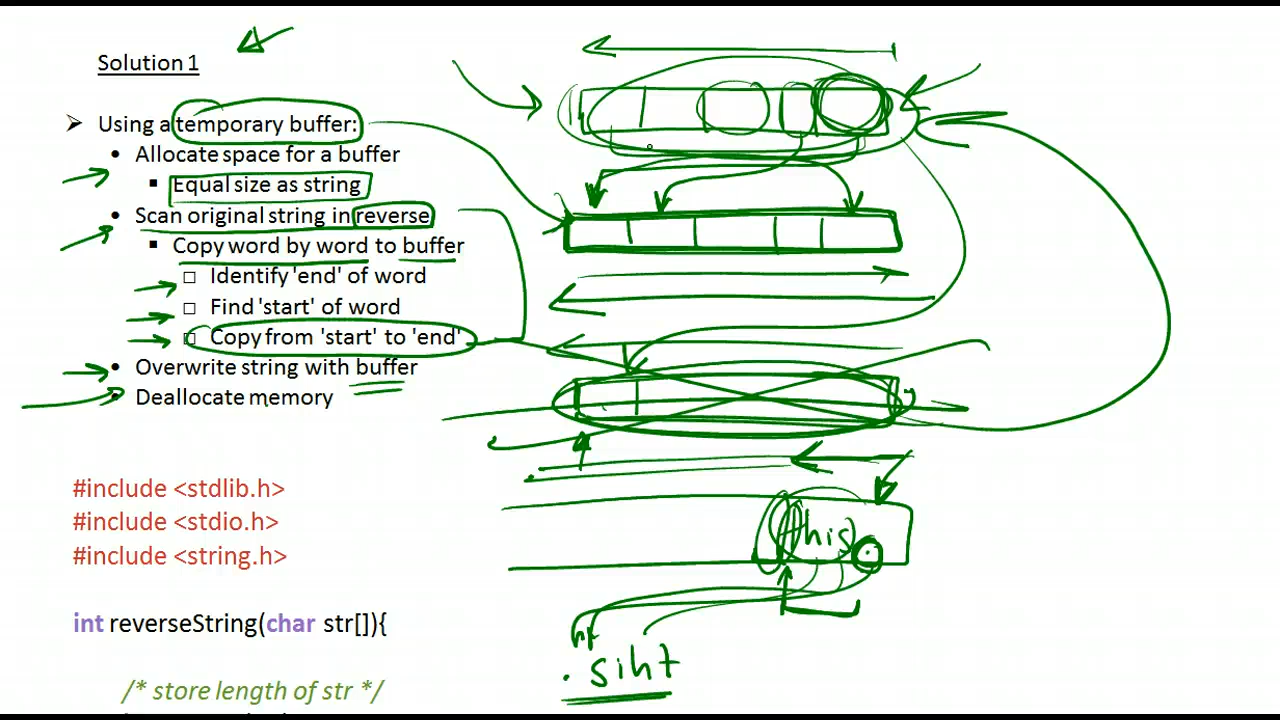 Solution 1
➤ Using a temporary buffer:
• Allocate space for a buffer
▪ Equal size as string
• Scan original string in reverse
▪ Copy word by word to buffer
□ Identify 'end' of word
□ Find 'start' of word
□ Copy from 'start' to 'end'
• Overwrite string with buffer
• Deallocate memory
#include <stdlib.h>
#include <stdio.h>
#include <string.h>
int reverseString(char str[]){
/* store length of str */
this.
.siht